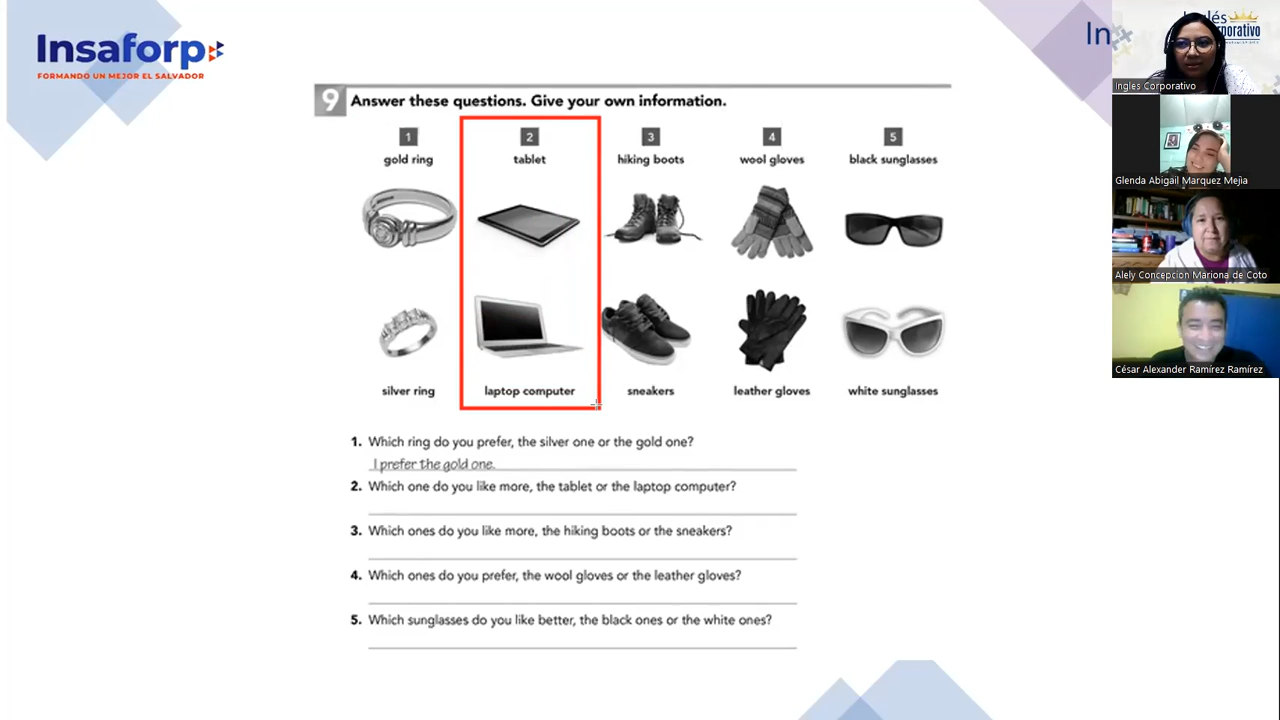 Insaforp
FORMANDO UN MEJOR EL SALVADOR
In
Inglés
Corporativo
Ingles Corporativo
Glenda Abigail Marquez Mejia
Alely Concepcion Mariona de Coto
César Alexander Ramírez Ramírez
9 Answer these questions. Give your own information.
1 2 3 4 5
gold ring tablet hiking boots wool gloves black sunglasses
silver ring laptop computer sneakers leather gloves white sunglasses
1. Which ring do you prefer, the silver one or the gold one?
I prefer the gold one.
2. Which one do you like more, the tablet or the laptop computer?
3. Which ones do you like more, the hiking boots or the sneakers?
4. Which ones do you prefer, the wool gloves or the leather gloves?
5. Which sunglasses do you like better, the black ones or the white ones?